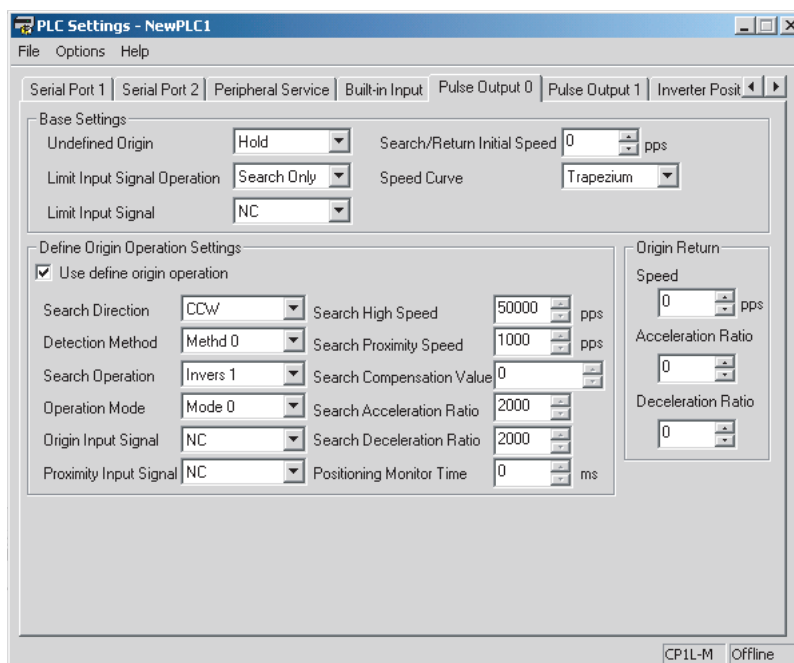 PLC Settings - NewPLC1
File Options Help
Serial Port 1 Serial Port 2 Peripheral Service Built-in Input Pulse Output 0 Pulse Output 1 Inverter Posit
Base Settings
Undefined Origin Hold Search/Return Initial Speed 0 pps
Limit Input Signal Operation Search Only Speed Curve Trapezium
Limit Input Signal NC
Define Origin Operation Settings
Use define origin operation
Search Direction CCW Search High Speed 50000 pps
Detection Method Methd 0 Search Proximity Speed 1000 pps
Search Operation Invers 1 Search Compensation Value 0
Operation Mode Mode 0 Search Acceleration Ratio 2000
Origin Input Signal NC Search Deceleration Ratio 2000
Proximity Input Signal NC Positioning Monitor Time 0 ms
Origin Return
Speed
0 pps
Acceleration Ratio
0
Deceleration Ratio
0
CP1L-M Offline